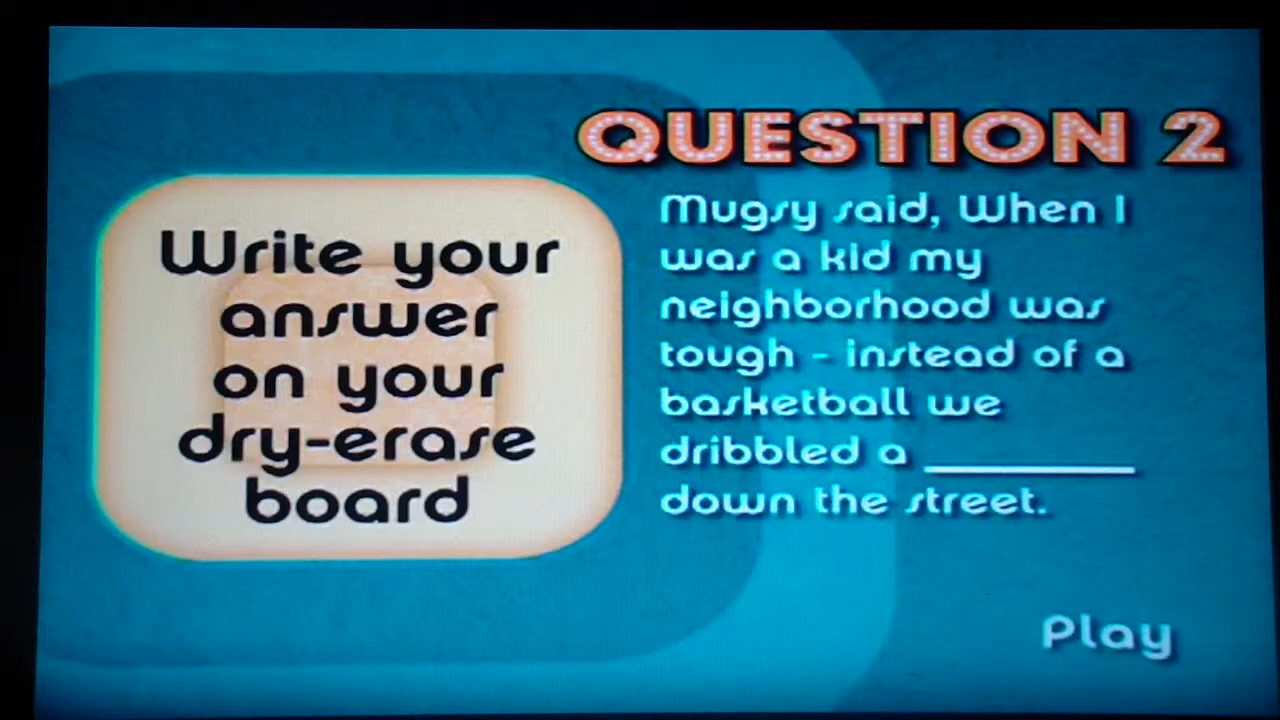 QUESTION 2
Write your
answer
on your
dry-erase
board
Mugsy said, When I
was a kid my
neighborhood was
tough - instead of a
basketball we
dribbled a __________
down the street.
Play